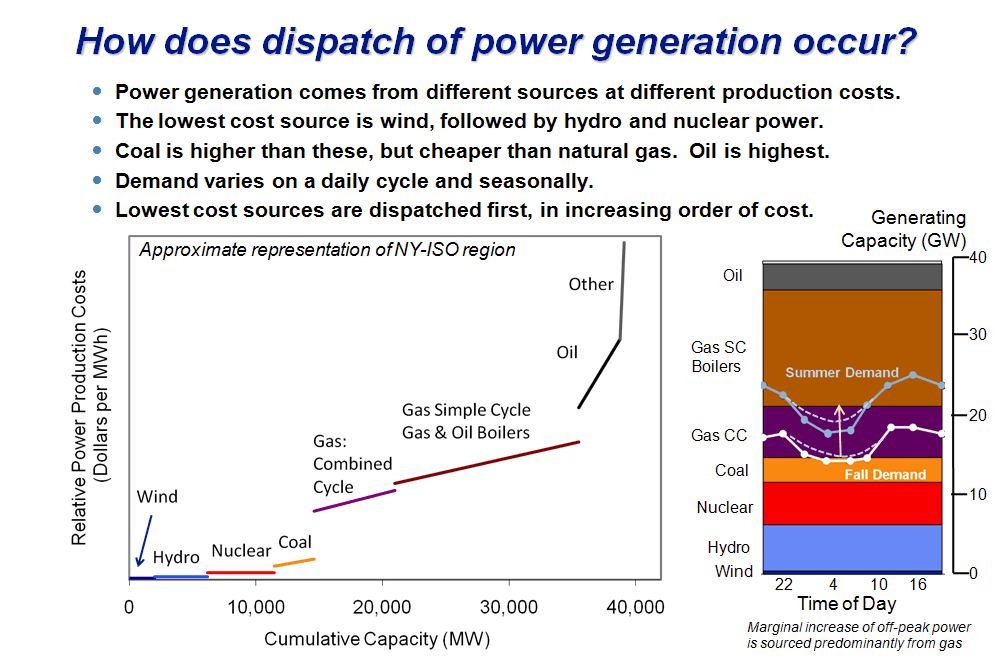 How does dispatch of power generation occur?
• Power generation comes from different sources at different production costs.
• The lowest cost source is wind, followed by hydro and nuclear power.
• Coal is higher than these, but cheaper than natural gas.  Oil is highest.
• Demand varies on a daily cycle and seasonally.
• Lowest cost sources are dispatched first, in increasing order of cost.
Approximate representation of NY-ISO region
Relative Power Production Costs
(Dollars per MWh)
Wind
Hydro
Nuclear
Coal
Gas:
Combined
Cycle
Gas Simple Cycle
Gas & Oil Boilers
Oil
Other
0
10,000
20,000
30,000
40,000
Cumulative Capacity (MW)
Generating
Capacity (GW)
Oil
Gas SC
Boilers
Gas CC
Coal
Nuclear
Hydro
Wind
Summer Demand
Fall Demand
40
30
20
10
0
22
4
10
16
Time of Day
Marginal increase of off-peak power
is sourced predominantly from gas